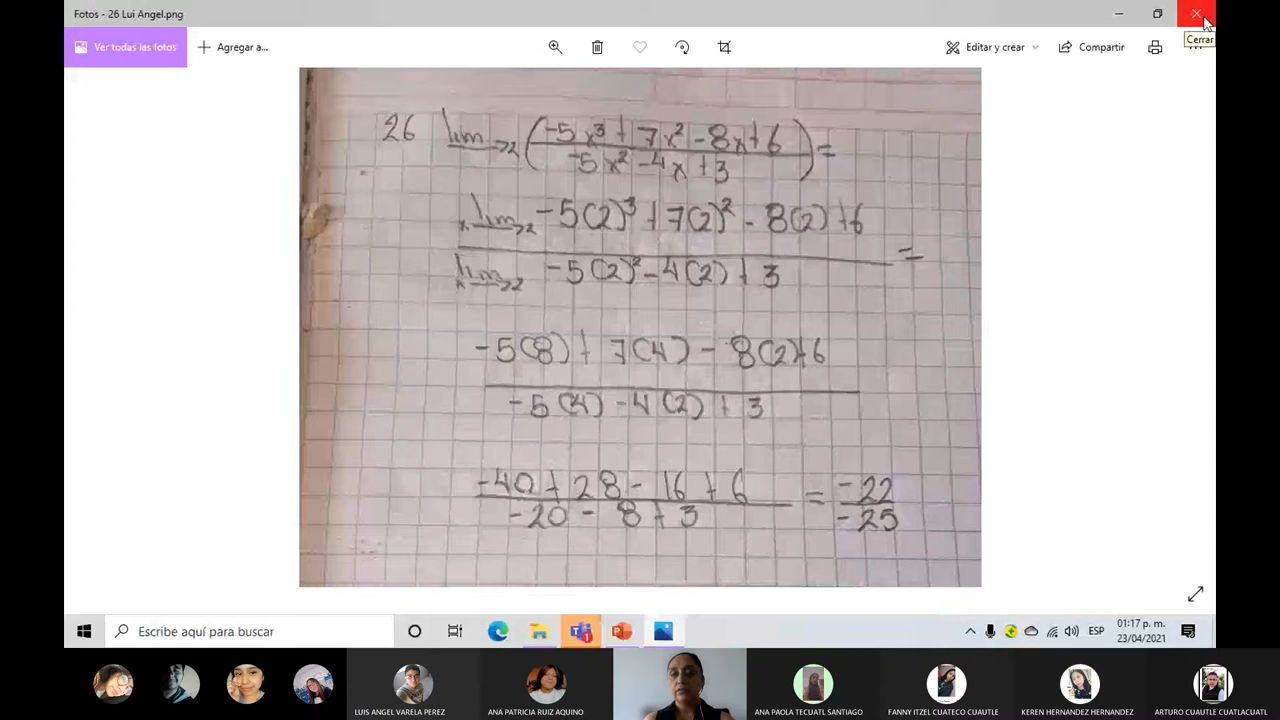 Fotos - 26 Lui Angel.png
Cerrar
Ver todas las fotos
Agregar a...
Editar y crear
Compartir
26 lim→2 (-5x³ + 7x² - 8x + 6 / -5x² - 4x + 3) =
lim x→2 -5(2)³ + 7(2)² - 8(2) + 6
=
lim x→2 -5(2)² - 4(2) + 3
-5(8) + 7(4) - 8(2) + 6
-5(4) - 4(2) + 3
-40 + 28 - 16 + 6 = -22
-20 - 8 + 3 -25
Escribe aquí para buscar
ESP
01:17 p. m.
23/04/2021
LUIS ANGEL VARELA PEREZ
ANA PATRICIA RUIZ AQUINO
ANA PAOLA TECUATL SANTIAGO
FANNY ITZEL CUATECO CUAUTLE
KEREN HERNANDEZ HERNANDEZ
ARTURO CUAUTLE CUATLACUATL